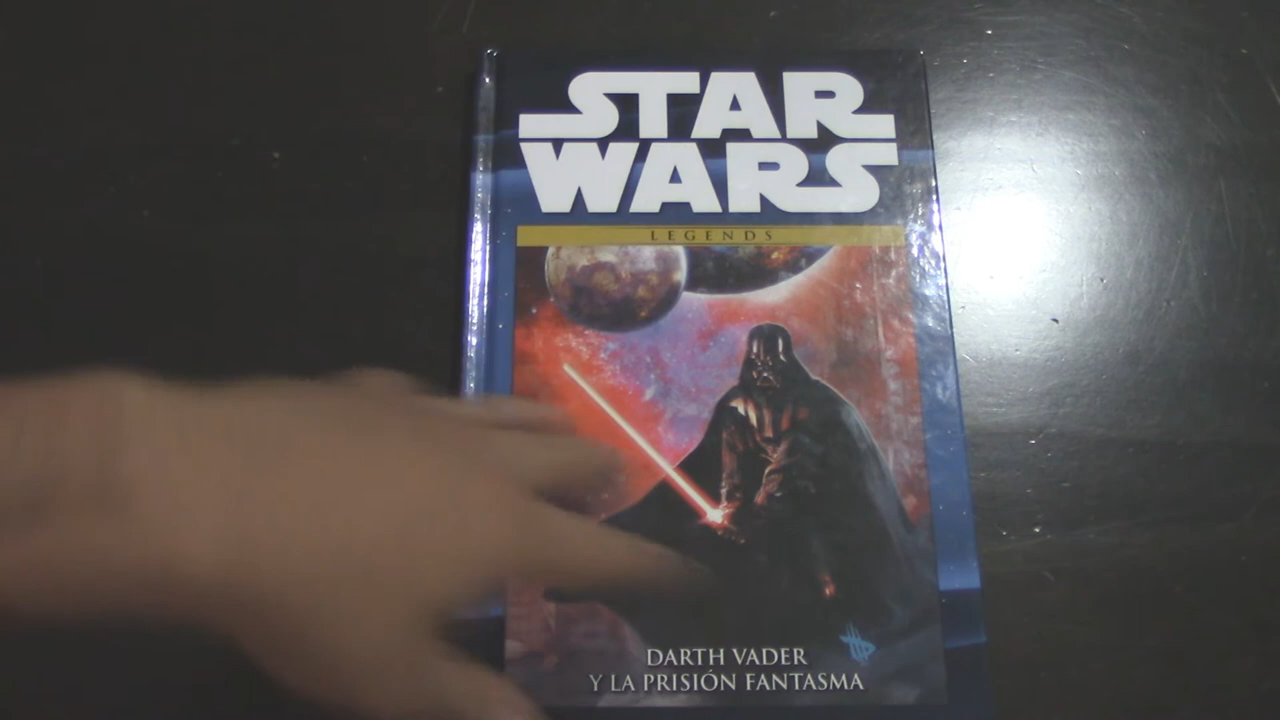 STAR
WARS
LEGENDS
DARTH VADER
Y LA PRISIÓN FANTASMA